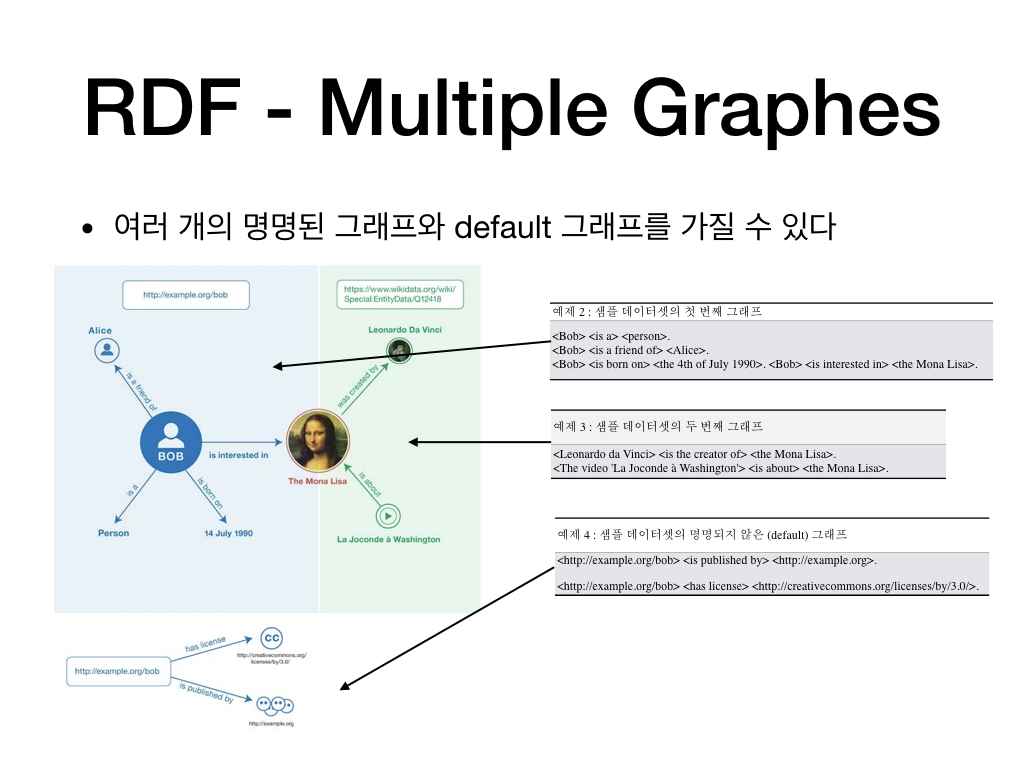 RDF - Multiple Graphes
• 여러 개의 명명된 그래프와 default 그래프를 가질 수 있다
http://example.org/bob
https://www.wikidata.org/wiki/
Special:EntityData/Q12418
Alice
Leonardo Da Vinci
is a friend of
was created by
BOB
is interested in
The Mona Lisa
is a
is born on
is about
Person
14 July 1990
La Joconde à Washington
has license
cc
http://creativecommons.org/
licenses/by/3.0/
http://example.org/bob
is published by
http://example.org
예제 2 : 샘플 데이터셋의 첫 번째 그래프
<Bob> <is a> <person>.
<Bob> <is a friend of> <Alice>.
<Bob> <is born on> <the 4th of July 1990>. <Bob> <is interested in> <the Mona Lisa>.
예제 3 : 샘플 데이터셋의 두 번째 그래프
<Leonardo da Vinci> <is the creator of> <the Mona Lisa>.
<The video 'La Joconde à Washington'> <is about> <the Mona Lisa>.
예제 4 : 샘플 데이터셋의 명명되지 않은 (default) 그래프
<http://example.org/bob> <is published by> <http://example.org>.
<http://example.org/bob> <has license> <http://creativecommons.org/licenses/by/3.0/>.